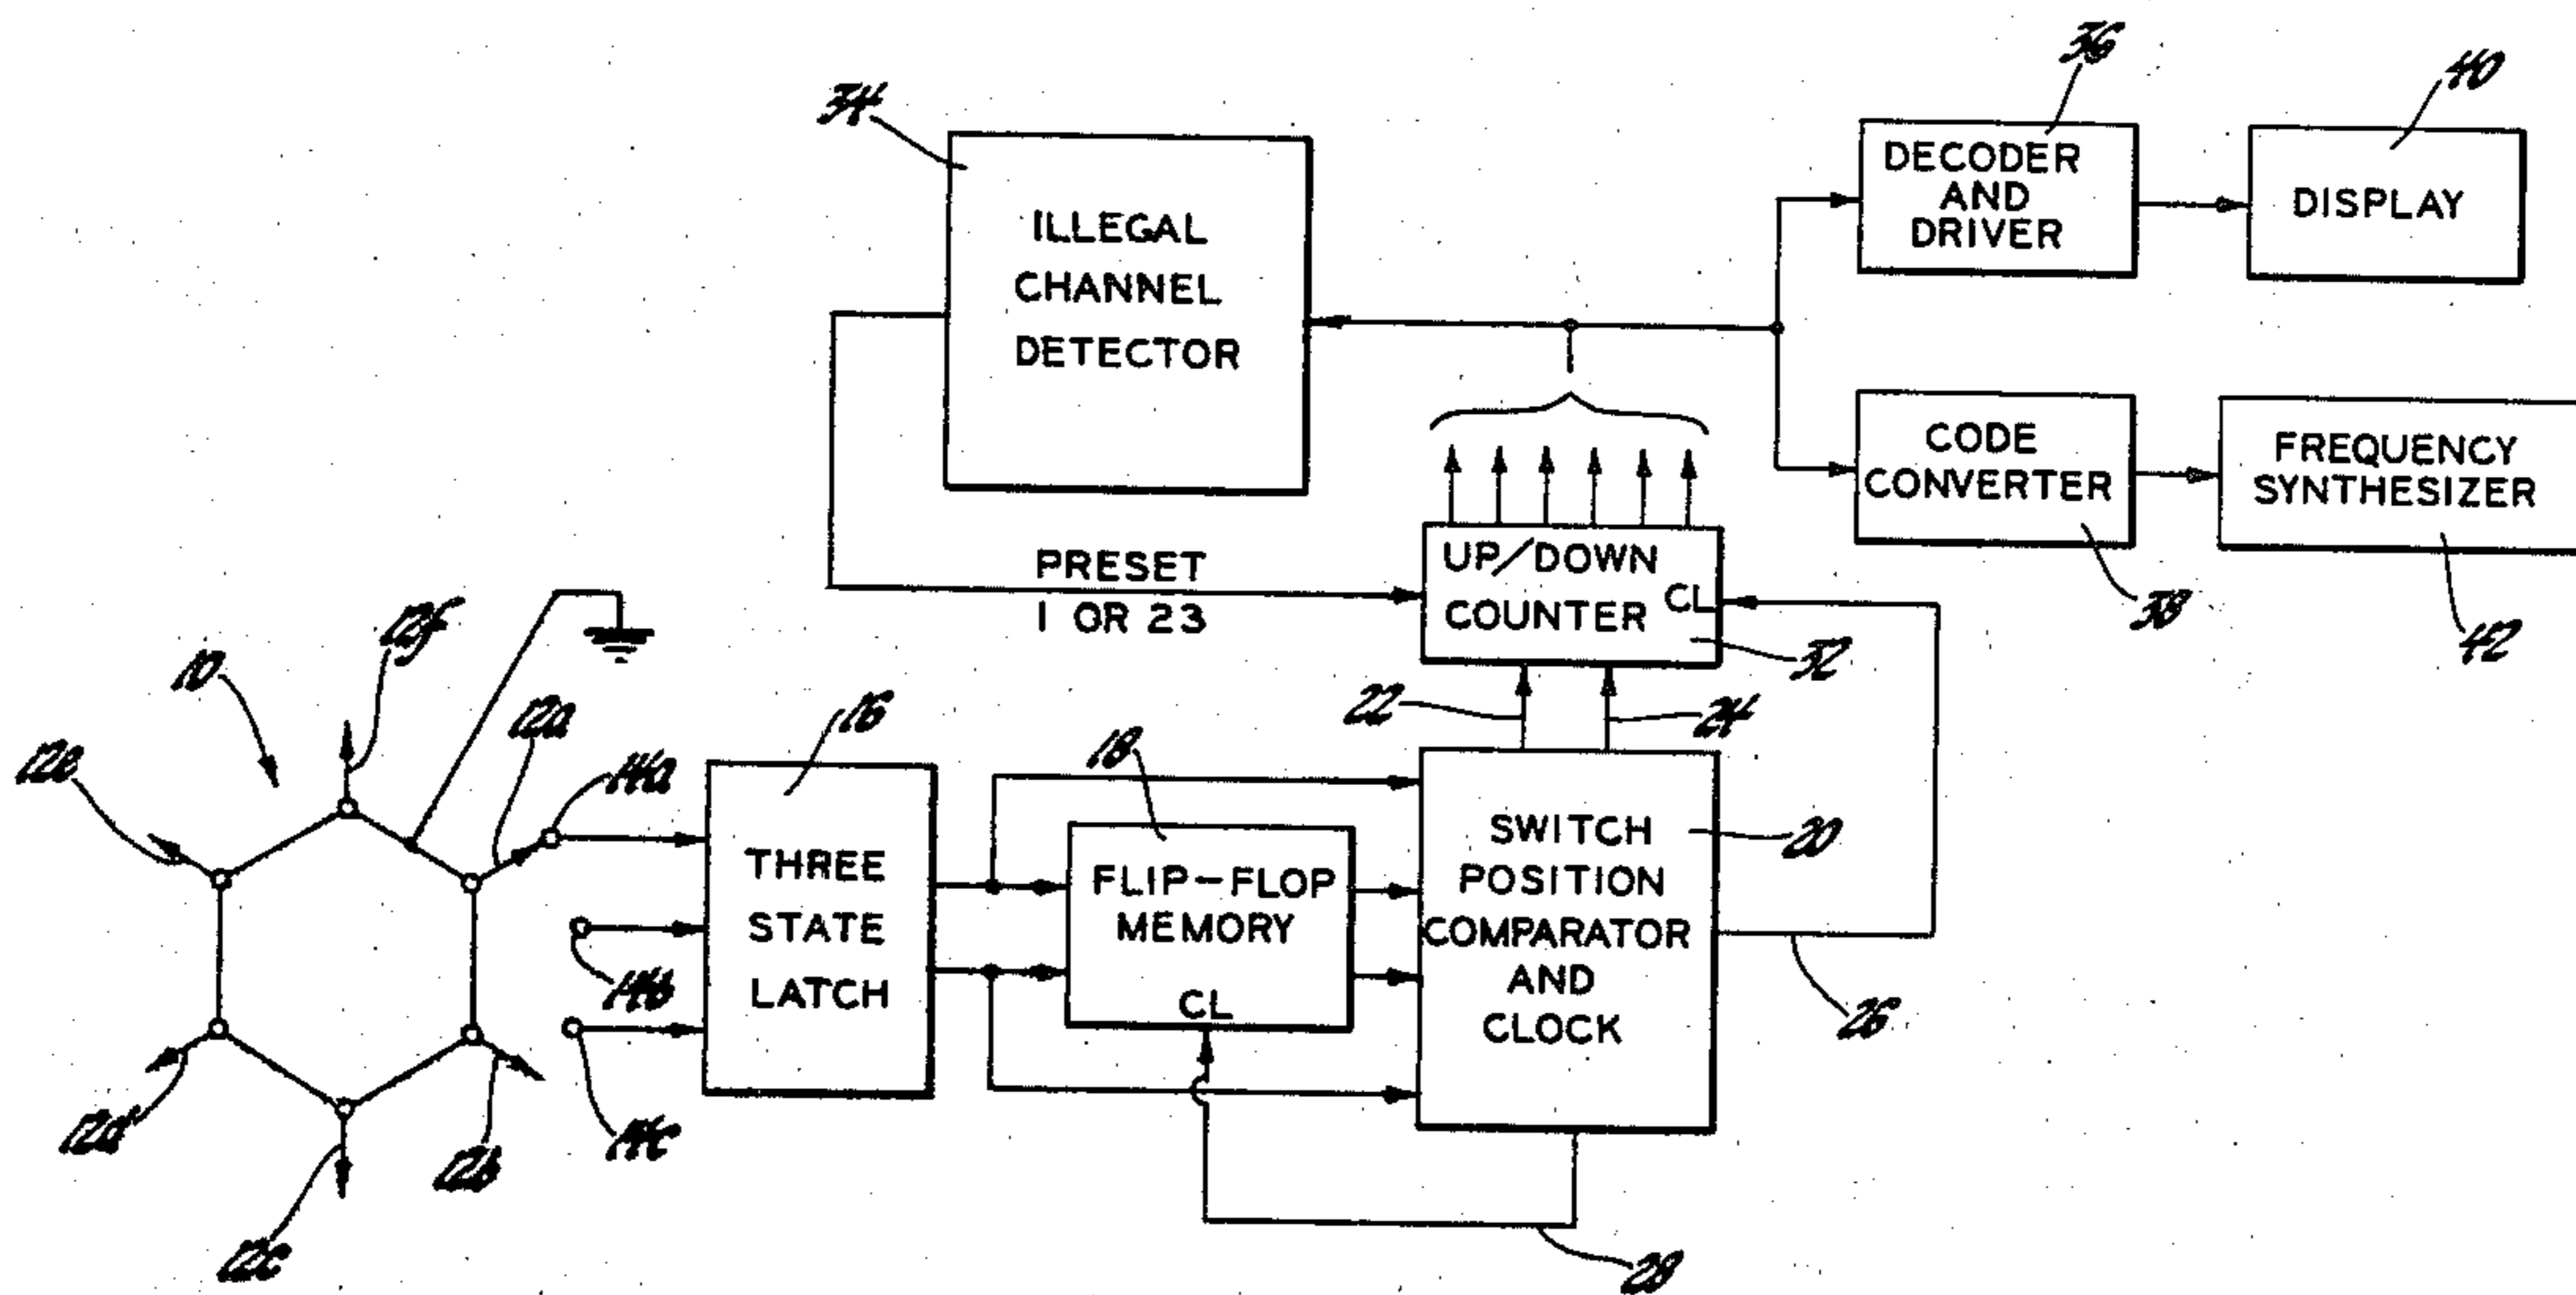 36
40
34
DECODER
AND
DRIVER
DISPLAY
ILLEGAL
CHANNEL
DETECTOR
CODE
CONVERTER
FREQUENCY
SYNTHESIZER
38
42
PRESET
1 OR 23
UP/DOWN
COUNTER
CL
32
22
24
10
12f
12a
12e
14a
14b
14c
12d
12c
12b
16
THREE
STATE
LATCH
18
FLIP-FLOP
MEMORY
CL
SWITCH
POSITION
COMPARATOR
AND
CLOCK
20
26
28